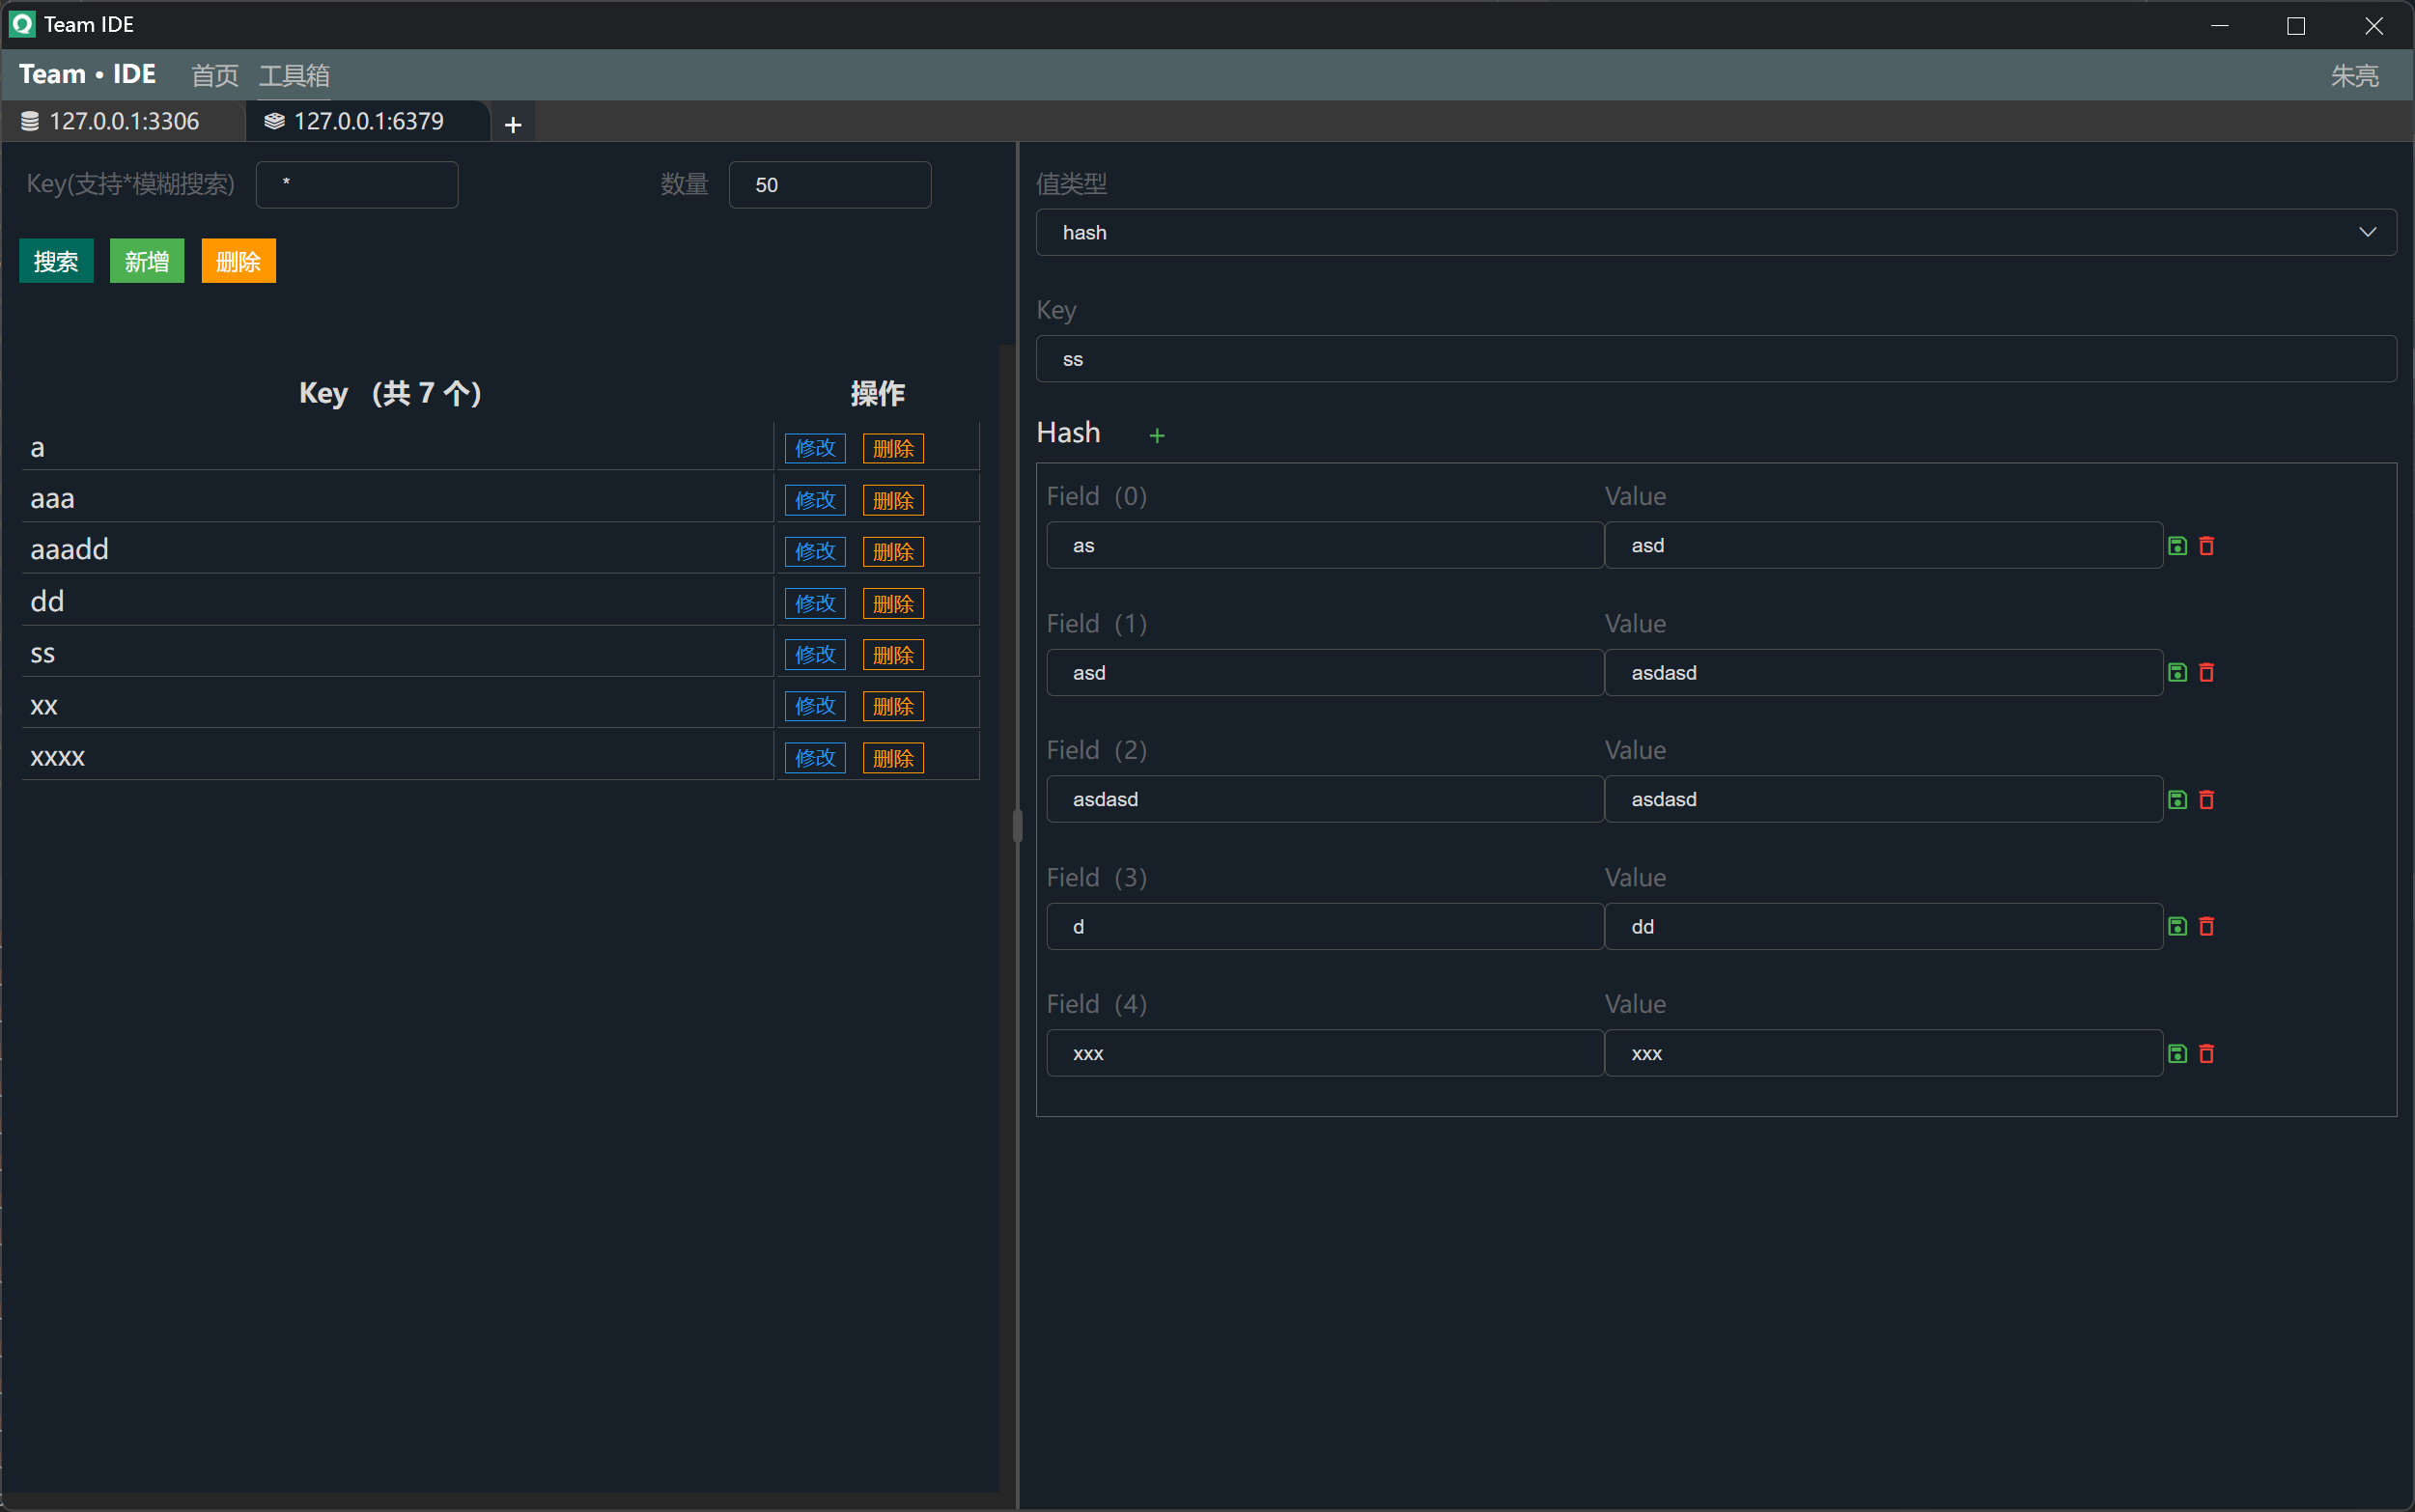 Team IDE
Team • IDE 首页 工具箱 朱亮
127.0.0.1:3306 127.0.0.1:6379 +
Key(支持*模糊搜索) * 数量 50
搜索 新增 删除
Key （共 7 个） 操作
a 修改 删除
aaa 修改 删除
aaadd 修改 删除
dd 修改 删除
ss 修改 删除
xx 修改 删除
xxxx 修改 删除
值类型
hash
Key
ss
Hash +
Field（0） Value
as asd
Field（1） Value
asd asdasd
Field（2） Value
asdasd asdasd
Field（3） Value
d dd
Field（4） Value
xxx xxx